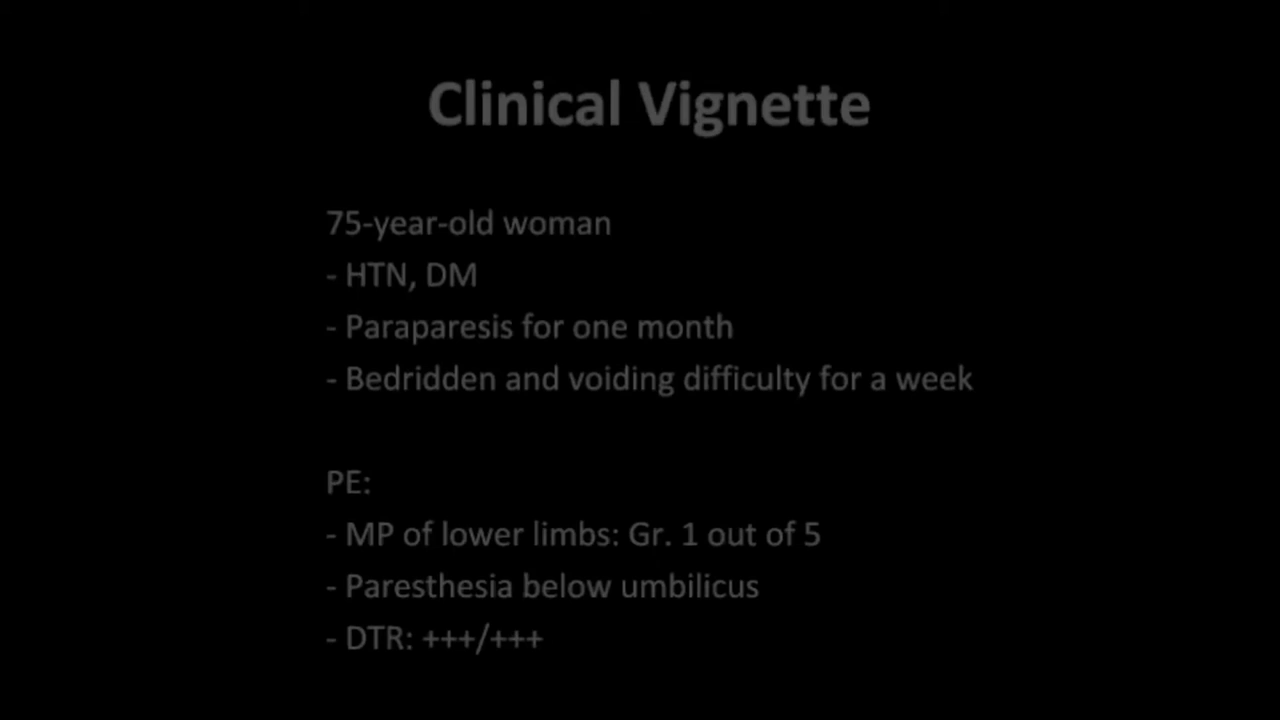 Clinical Vignette
75-year-old woman
- HTN, DM
- Paraparesis for one month
- Bedridden and voiding difficulty for a week
PE:
- MP of lower limbs: Gr. 1 out of 5
- Paresthesia below umbilicus
- DTR: +++/+++